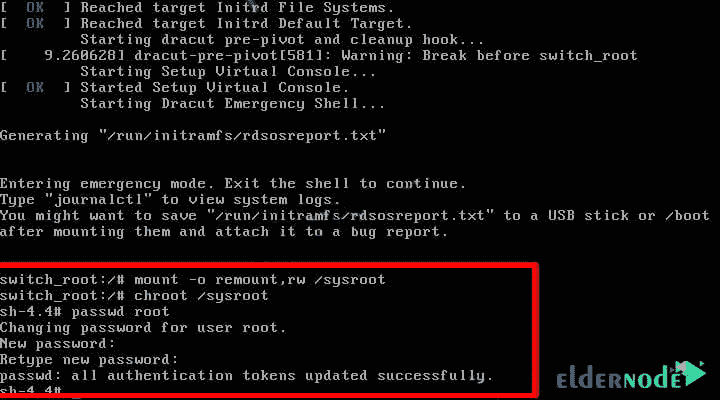 [  OK  ] Reached target Initrd File Systems.
[  OK  ] Reached target Initrd Default Target.
Starting dracut pre-pivot and cleanup hook...
[    9.260628] dracut-pre-pivot[581]: Warning: Break before switch_root
Starting Setup Virtual Console...
[  OK  ] Started Setup Virtual Console.
Starting Dracut Emergency Shell...
Generating "/run/initramfs/rdsosreport.txt"
Entering emergency mode. Exit the shell to continue.
Type "journalctl" to view system logs.
You might want to save "/run/initramfs/rdsosreport.txt" to a USB stick or /boot
after mounting them and attach it to a bug report.
switch_root:/# mount -o remount,rw /sysroot
switch_root:/# chroot /sysroot
sh-4.4# passwd root
Changing password for user root.
New password:
Retype new password:
passwd: all authentication tokens updated successfully.
sh-4.4# _
ELDERNODE